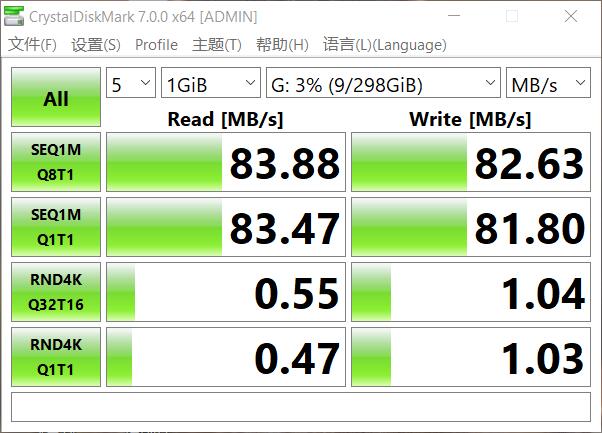 CrystalDiskMark 7.0.0 x64 [ADMIN]
文件(F) 设置(S) Profile 主题(T) 帮助(H) 语言(L)(Language)
All 5 1GiB G: 3% (9/298GiB) MB/s
Read [MB/s] Write [MB/s]
SEQ1M
Q8T1 83.88 82.63
SEQ1M
Q1T1 83.47 81.80
RND4K
Q32T16 0.55 1.04
RND4K
Q1T1 0.47 1.03